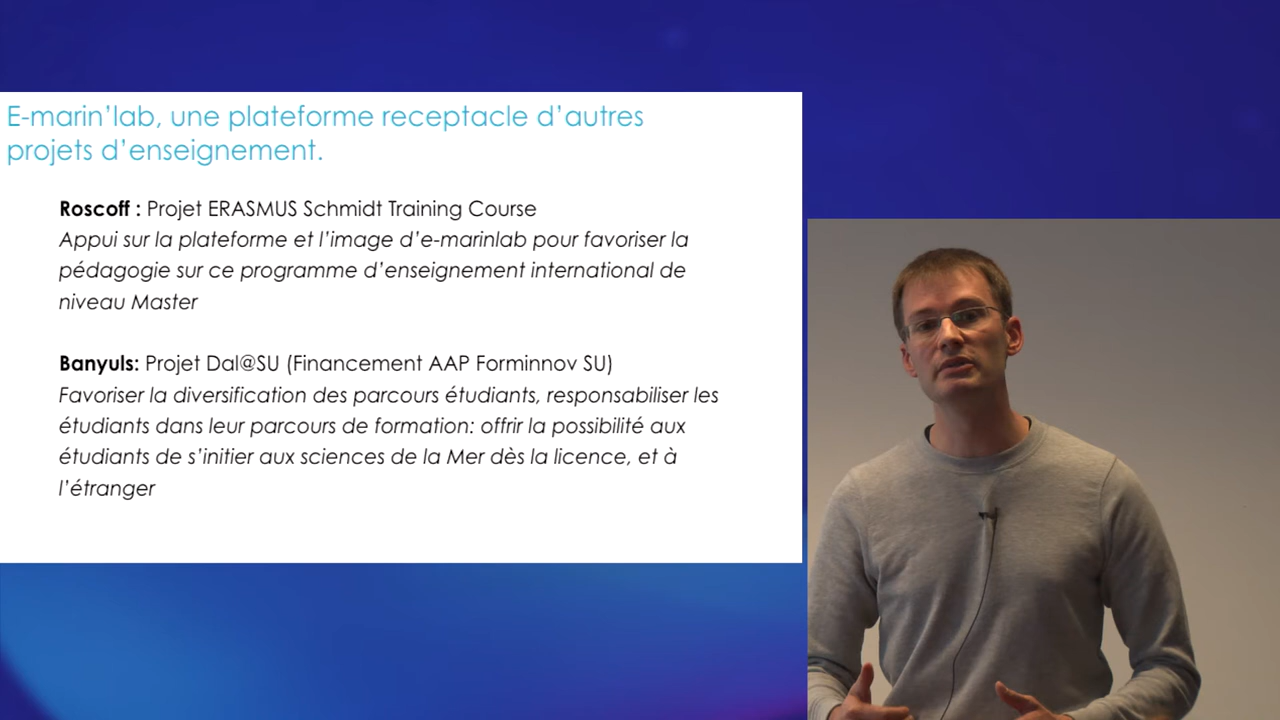 E-marin’lab, une plateforme receptacle d’autres
projets d’enseignement.
Roscoff : Projet ERASMUS Schmidt Training Course
Appui sur la plateforme et l’image d’e-marinlab pour favoriser la
pédagogie sur ce programme d’enseignement international de
niveau Master
Banyuls: Projet Dal@SU (Financement AAP Forminnov SU)
Favoriser la diversification des parcours étudiants, responsabiliser les
étudiants dans leur parcours de formation: offrir la possibilité aux
étudiants de s’initier aux sciences de la Mer dès la licence, et à
l’étranger